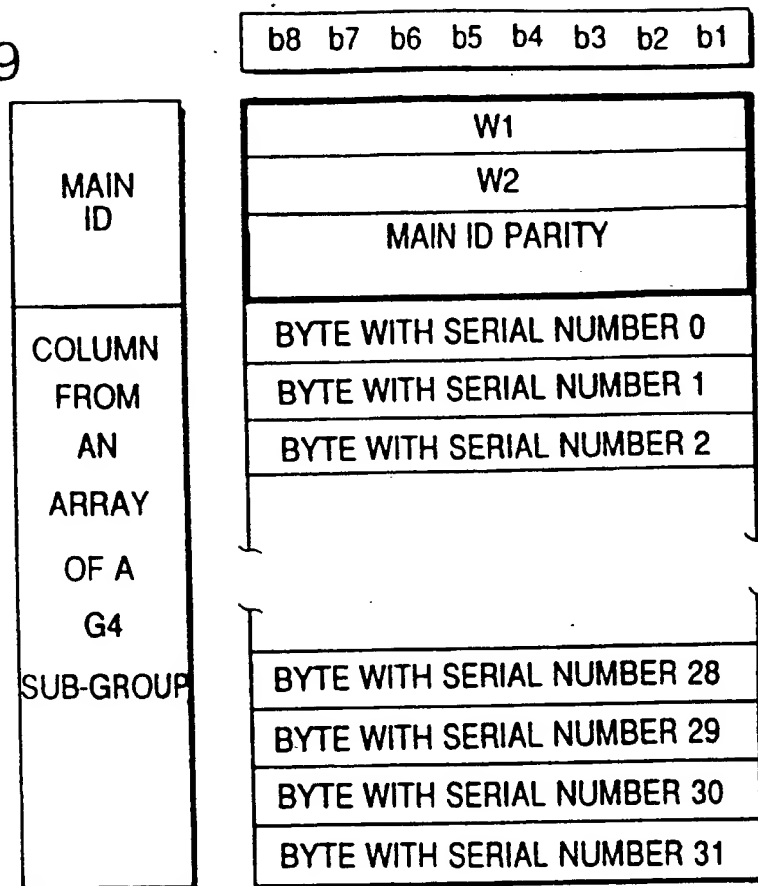 9
b8 b7 b6 b5 b4 b3 b2 b1
MAIN
ID
W1
W2
MAIN ID PARITY
COLUMN
FROM
AN
ARRAY
OF A
G4
SUB-GROUP
BYTE WITH SERIAL NUMBER 0
BYTE WITH SERIAL NUMBER 1
BYTE WITH SERIAL NUMBER 2
BYTE WITH SERIAL NUMBER 28
BYTE WITH SERIAL NUMBER 29
BYTE WITH SERIAL NUMBER 30
BYTE WITH SERIAL NUMBER 31